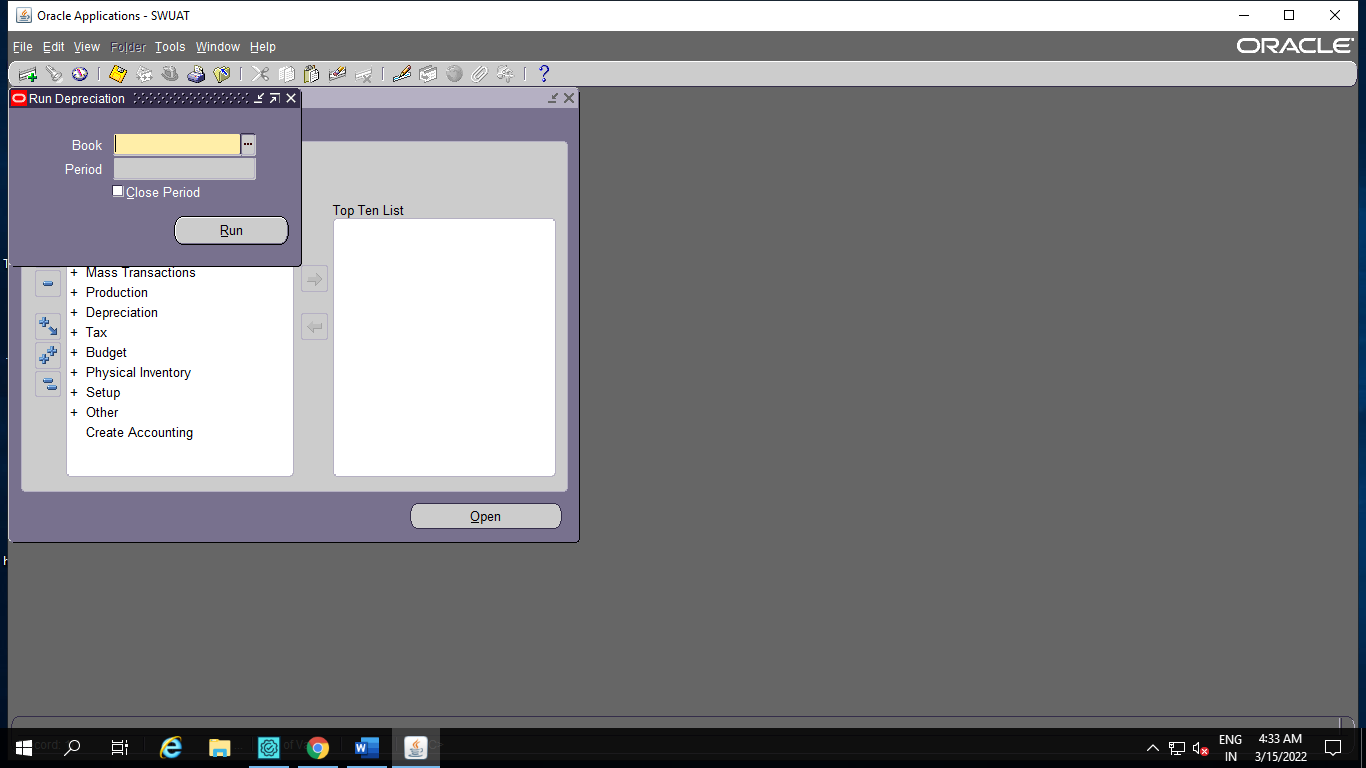 Oracle Applications - SWUAT
File Edit View Folder Tools Window Help
ORACLE
Run Depreciation
Book
Period
Close Period
Run
Top Ten List
+ Mass Transactions
+ Production
+ Depreciation
+ Tax
+ Budget
+ Physical Inventory
+ Setup
+ Other
Create Accounting
Open
ENG
IN
4:33 AM
3/15/2022